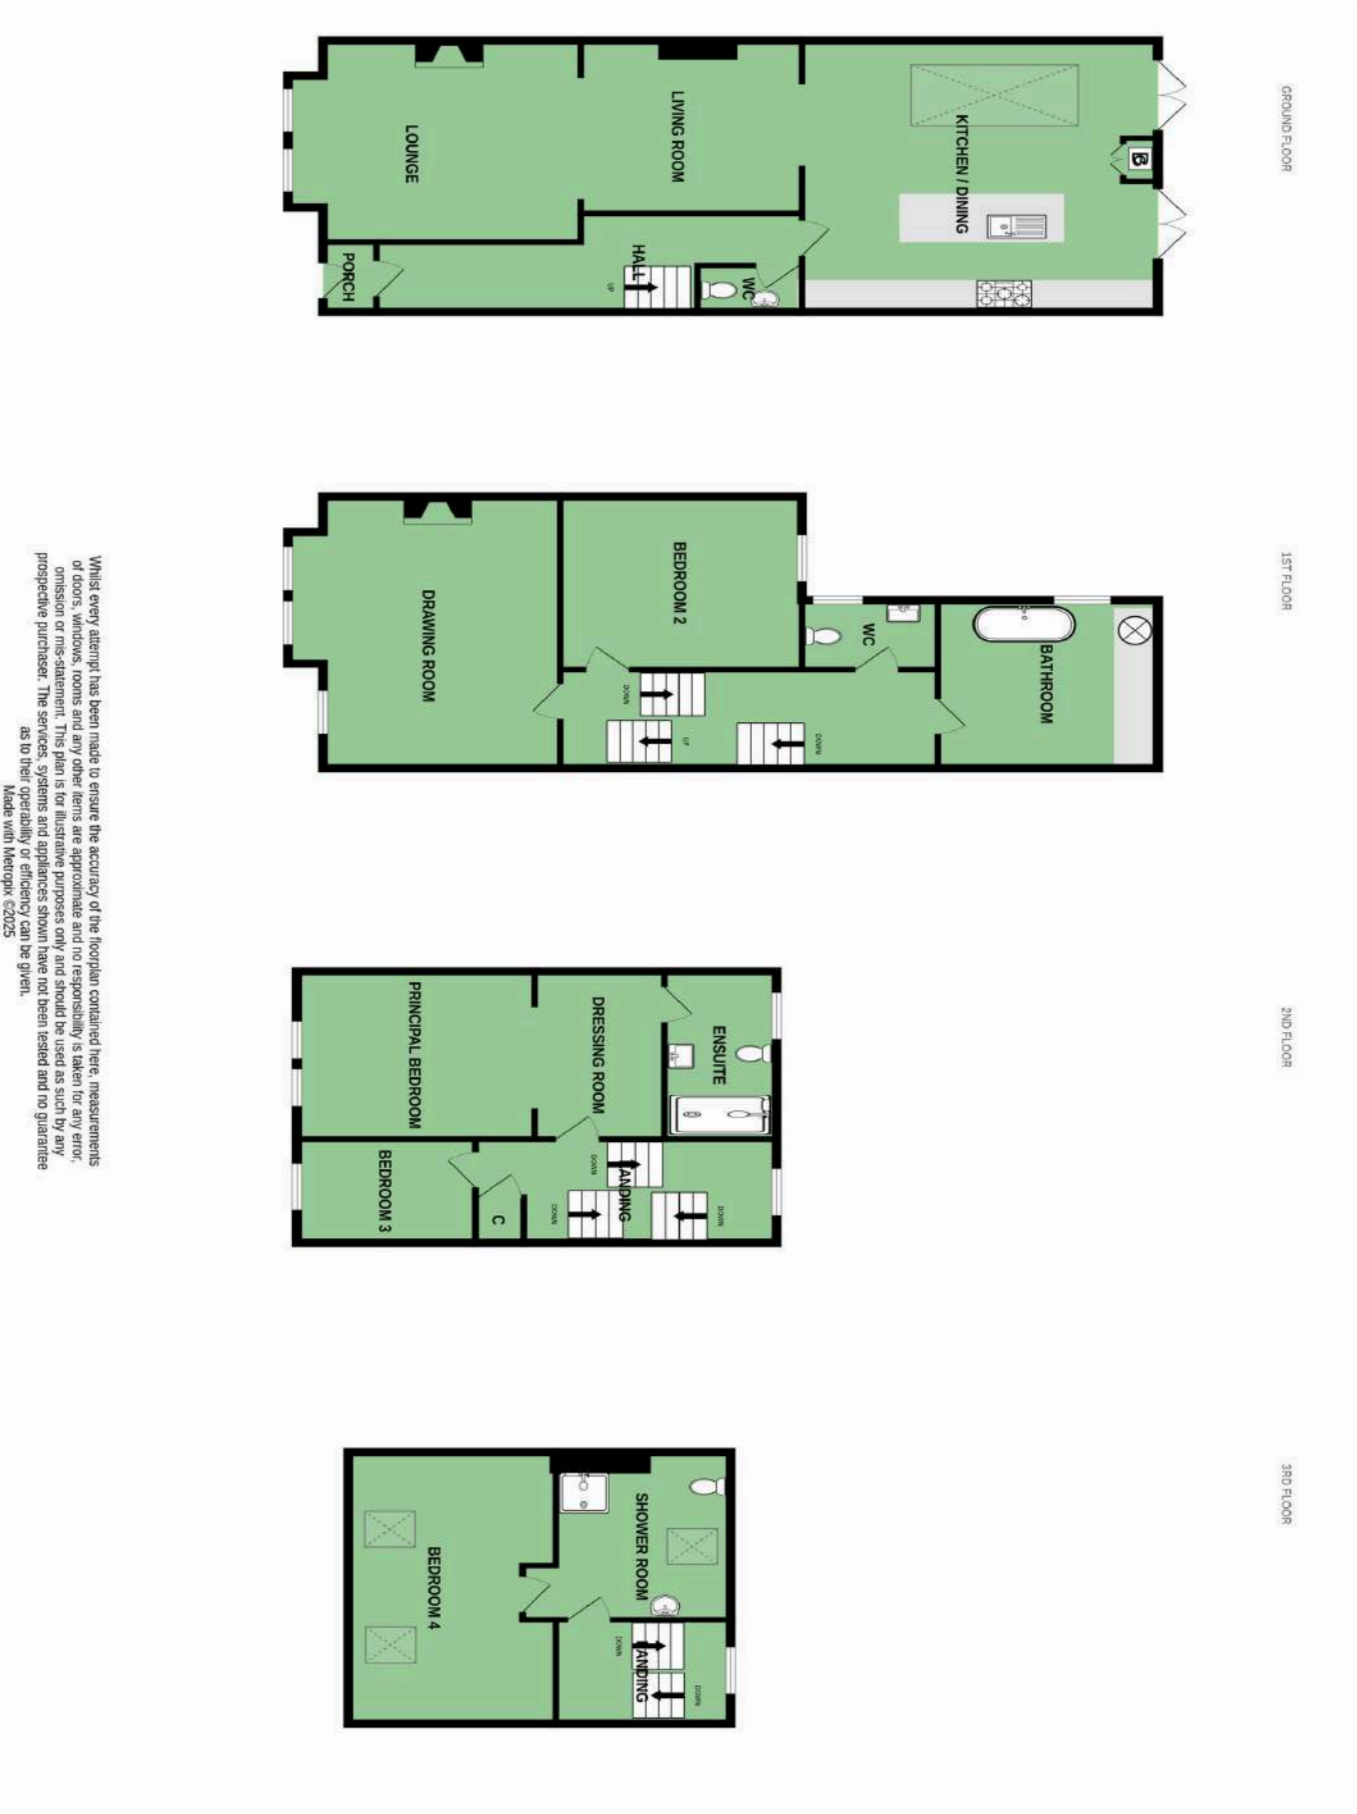 GROUND FLOOR
KITCHEN / DINING
B
LIVING ROOM
LOUNGE
HALL
UP
WC
PORCH
1ST FLOOR
BATHROOM
WC
BEDROOM 2
DRAWING ROOM
DOWN
UP
DOWN
2ND FLOOR
ENSUITE
DRESSING ROOM
PRINCIPAL BEDROOM
DOWN
LANDING
DOWN
DOWN
C
BEDROOM 3
3RD FLOOR
SHOWER ROOM
BEDROOM 4
DOWN
LANDING
DOWN
Whilst every attempt has been made to ensure the accuracy of the floorplan contained here, measurements
of doors, windows, rooms and any other items are approximate and no responsibility is taken for any error,
omission or mis-statement. This plan is for illustrative purposes only and should be used as such by any
prospective purchaser. The services, systems and appliances shown have not been tested and no guarantee
as to their operability or efficiency can be given.
Made with Metropix ©2025